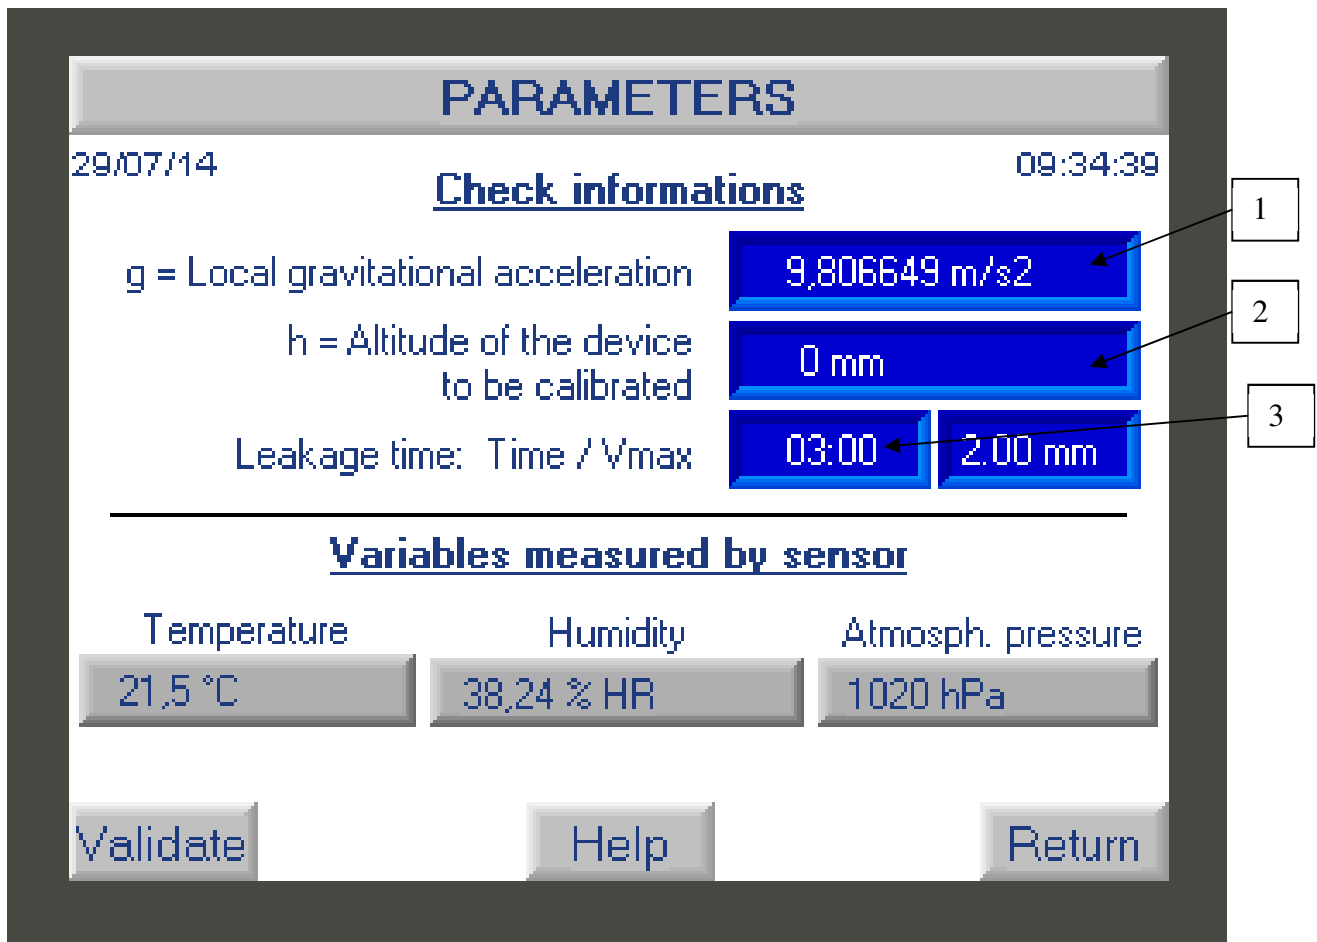 PARAMETERS
29/07/14
09:34:39
Check informations
1
g = Local gravitational acceleration
9,806649 m/s2
2
h = Altitude of the device
to be calibrated
0 mm
3
Leakage time: Time / Vmax
03:00
2.00 mm
Variables measured by sensor
Temperature
Humidity
Atmosph. pressure
21,5 °C
38,24 % HR
1020 hPa
Validate
Help
Return